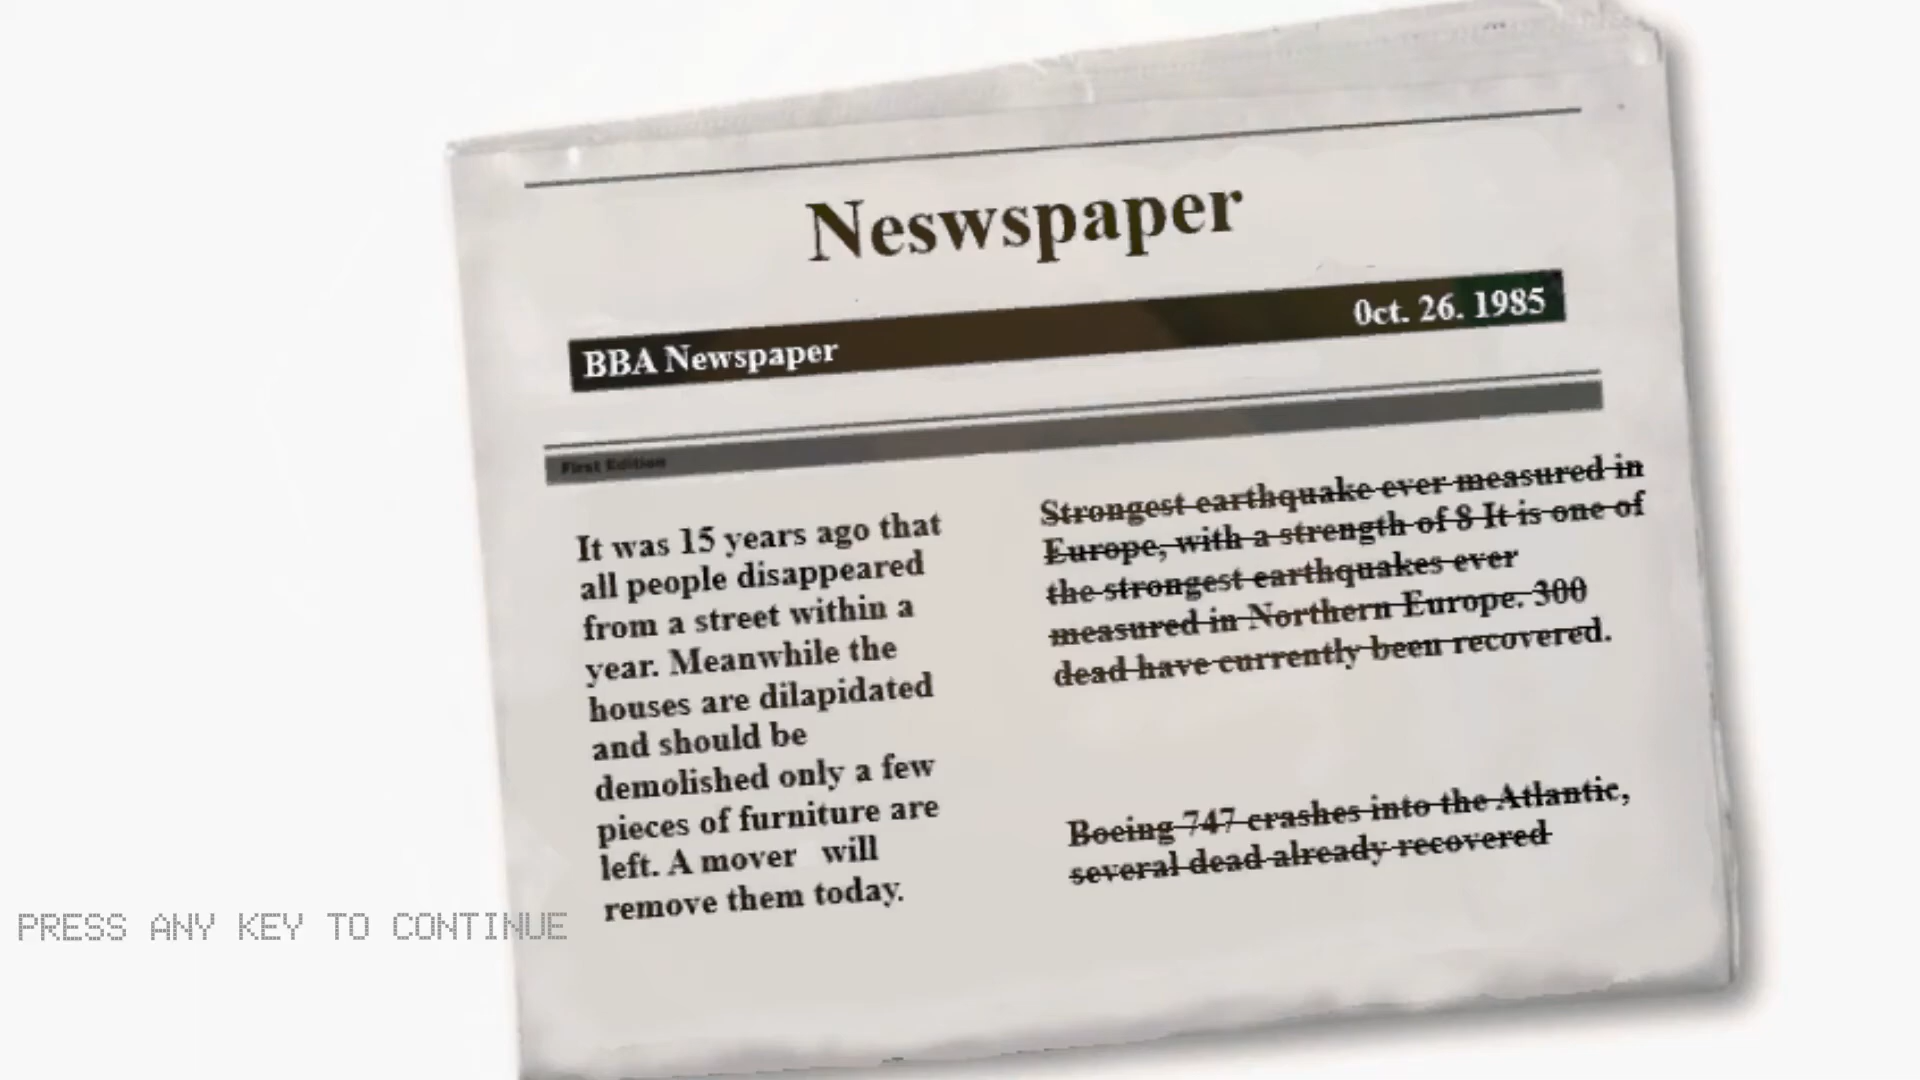 Neswspaper
BBA Newspaper
0ct. 26. 1985
First Edition
It was 15 years ago that
all people disappeared
from a street within a
year. Meanwhile the
houses are dilapidated
and should be
demolished only a few
pieces of furniture are
left. A mover will
remove them today.
Strongest earthquake ever measured in
Europe, with a strength of 8 It is one of
the strongest earthquakes ever
measured in Northern Europe. 300
dead have currently been recovered.
Boeing 747 crashes into the Atlantic,
several dead already recovered
PRESS ANY KEY TO CONTINUE